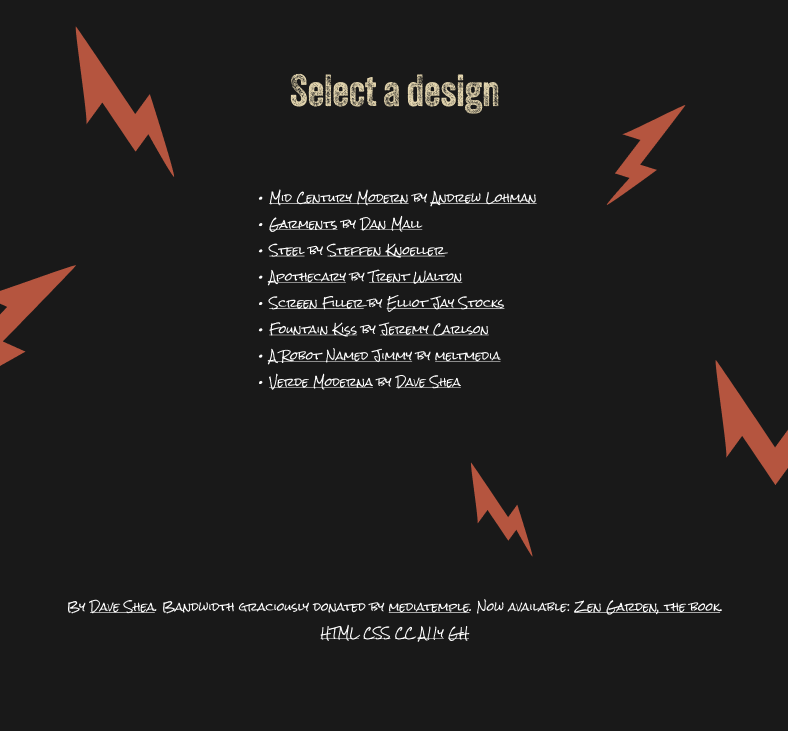 Select a design
• Mid Century Modern by Andrew Lohman
• Garments by Dan Mall
• Steel by Steffen Knoeller
• Apothecary by Trent Walton
• Screen Filler by Elliot Jay Stocks
• Fountain Kiss by Jeremy Carlson
• A Robot Named Jimmy by meltmedia
• Verde Moderna by Dave Shea
By Dave Shea. Bandwidth graciously donated by mediatemple. Now available: Zen Garden, the book.
HTML CSS CC A11y GH